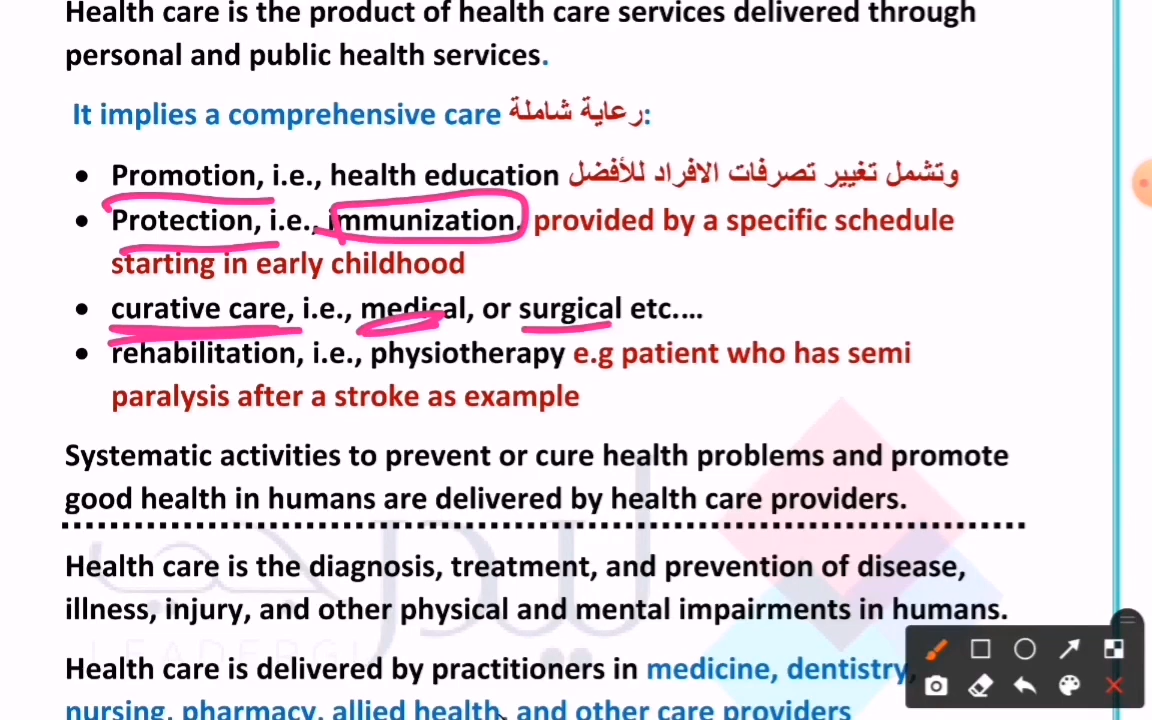 Health care is the product of health care services delivered through
personal and public health services.
It implies a comprehensive care رعاية شاملة:
• Promotion, i.e., health education وتشمل تغيير تصرفات الافراد للأفضل
• Protection, i.e., immunization, provided by a specific schedule
starting in early childhood
• curative care, i.e., medical, or surgical etc.…
• rehabilitation, i.e., physiotherapy e.g patient who has semi
paralysis after a stroke as example
Systematic activities to prevent or cure health problems and promote
good health in humans are delivered by health care providers.
Health care is the diagnosis, treatment, and prevention of disease,
illness, injury, and other physical and mental impairments in humans.
Health care is delivered by practitioners in medicine, dentistry,
nursing, pharmacy, allied health, and other care providers